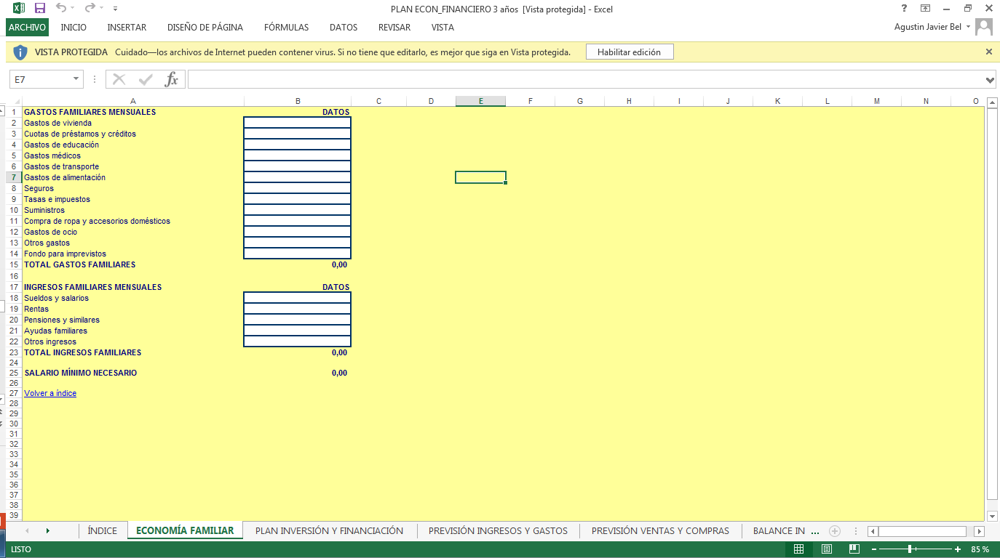 PLAN ECON_FINANCIERO 3 años [Vista protegida] - Excel
ARCHIVO INICIO INSERTAR DISEÑO DE PÁGINA FÓRMULAS DATOS REVISAR VISTA Agustin Javier Bel
VISTA PROTEGIDA Cuidado—los archivos de Internet pueden contener virus. Si no tiene que editarlo, es mejor que siga en Vista protegida. Habilitar edición
E7 fx
A B C D E F G H I J K L M N O
1 GASTOS FAMILIARES MENSUALES DATOS
2 Gastos de vivienda
3 Cuotas de préstamos y créditos
4 Gastos de educación
5 Gastos médicos
6 Gastos de transporte
7 Gastos de alimentación
8 Seguros
9 Tasas e impuestos
10 Suministros
11 Compra de ropa y accesorios domésticos
12 Gastos de ocio
13 Otros gastos
14 Fondo para imprevistos
15 TOTAL GASTOS FAMILIARES 0,00
16
17 INGRESOS FAMILIARES MENSUALES DATOS
18 Sueldos y salarios
19 Rentas
20 Pensiones y similares
21 Ayudas familiares
22 Otros ingresos
23 TOTAL INGRESOS FAMILIARES 0,00
24
25 SALARIO MÍNIMO NECESARIO 0,00
26
27 Volver a índice
28
29
30
31
32
33
34
35
36
37
38
39
ÍNDICE ECONOMÍA FAMILIAR PLAN INVERSIÓN Y FINANCIACIÓN PREVISIÓN INGRESOS Y GASTOS PREVISIÓN VENTAS Y COMPRAS BALANCE IN ...
LISTO 85 %